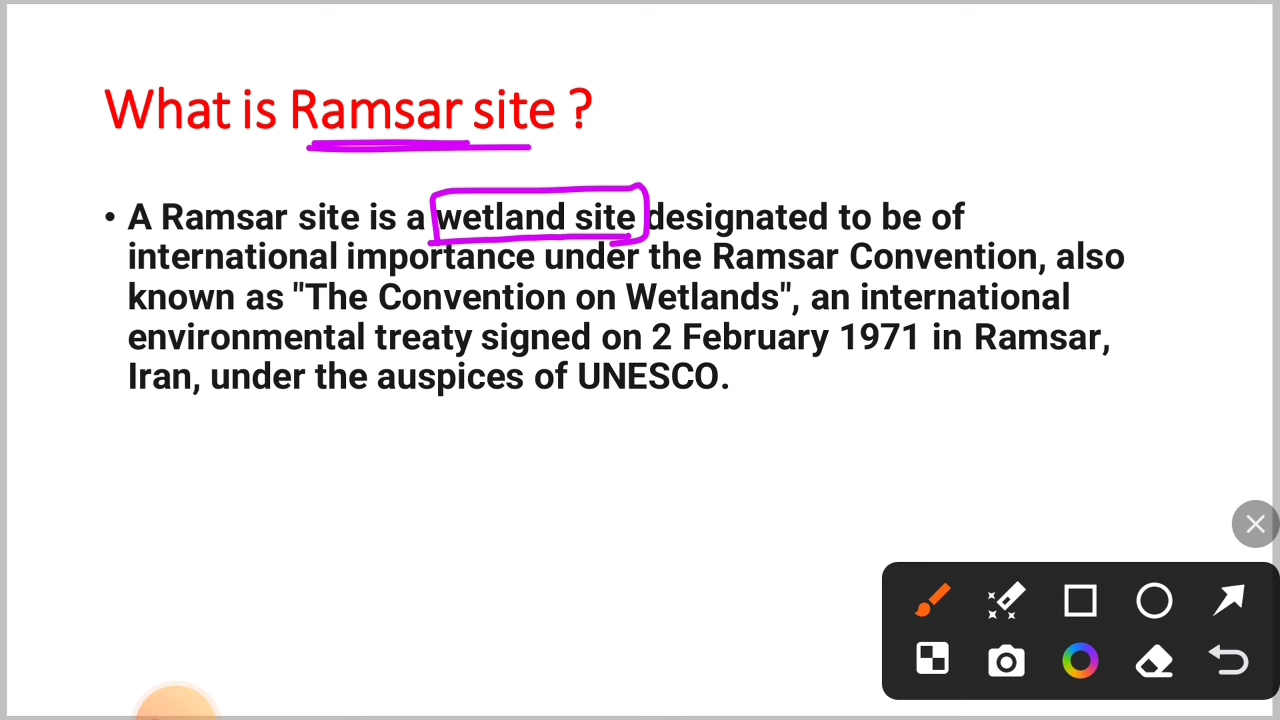 What is Ramsar site ?
• A Ramsar site is a wetland site designated to be of
international importance under the Ramsar Convention, also
known as "The Convention on Wetlands", an international
environmental treaty signed on 2 February 1971 in Ramsar,
Iran, under the auspices of UNESCO.